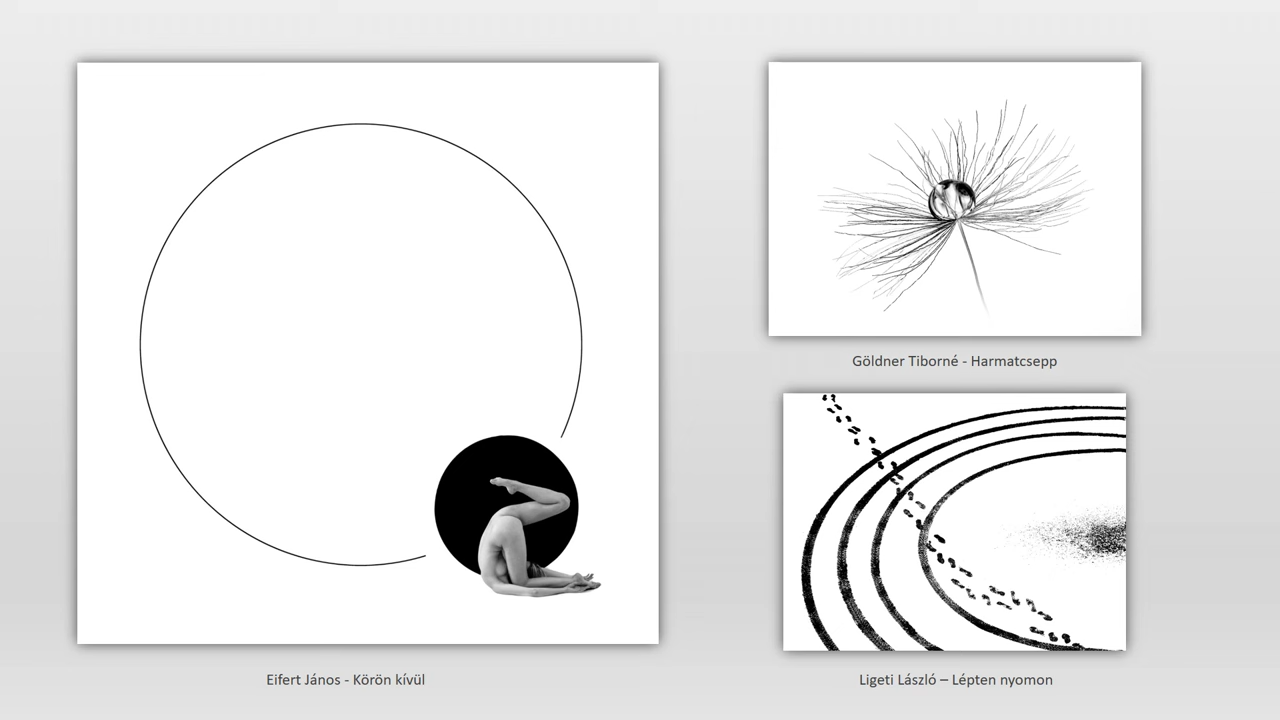 Göldner Tiborné - Harmatcsepp
Eifert János - Körön kívül
Ligeti László – Lépten nyomon